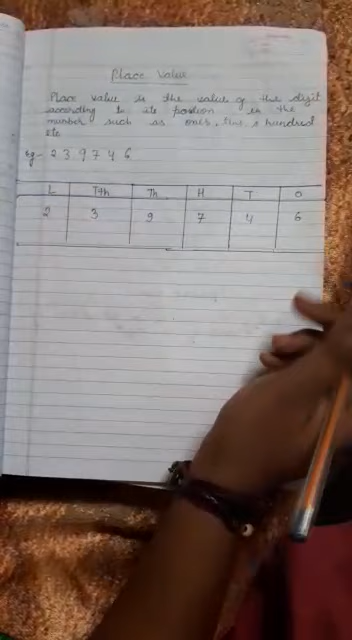 Place Value
Place value is the value of the digit
according to its position in the
number such as ones, tens, hundred
etc
eg- 2 3 9 7 4 6
L TTh Th H T O
2 3 9 7 4 6